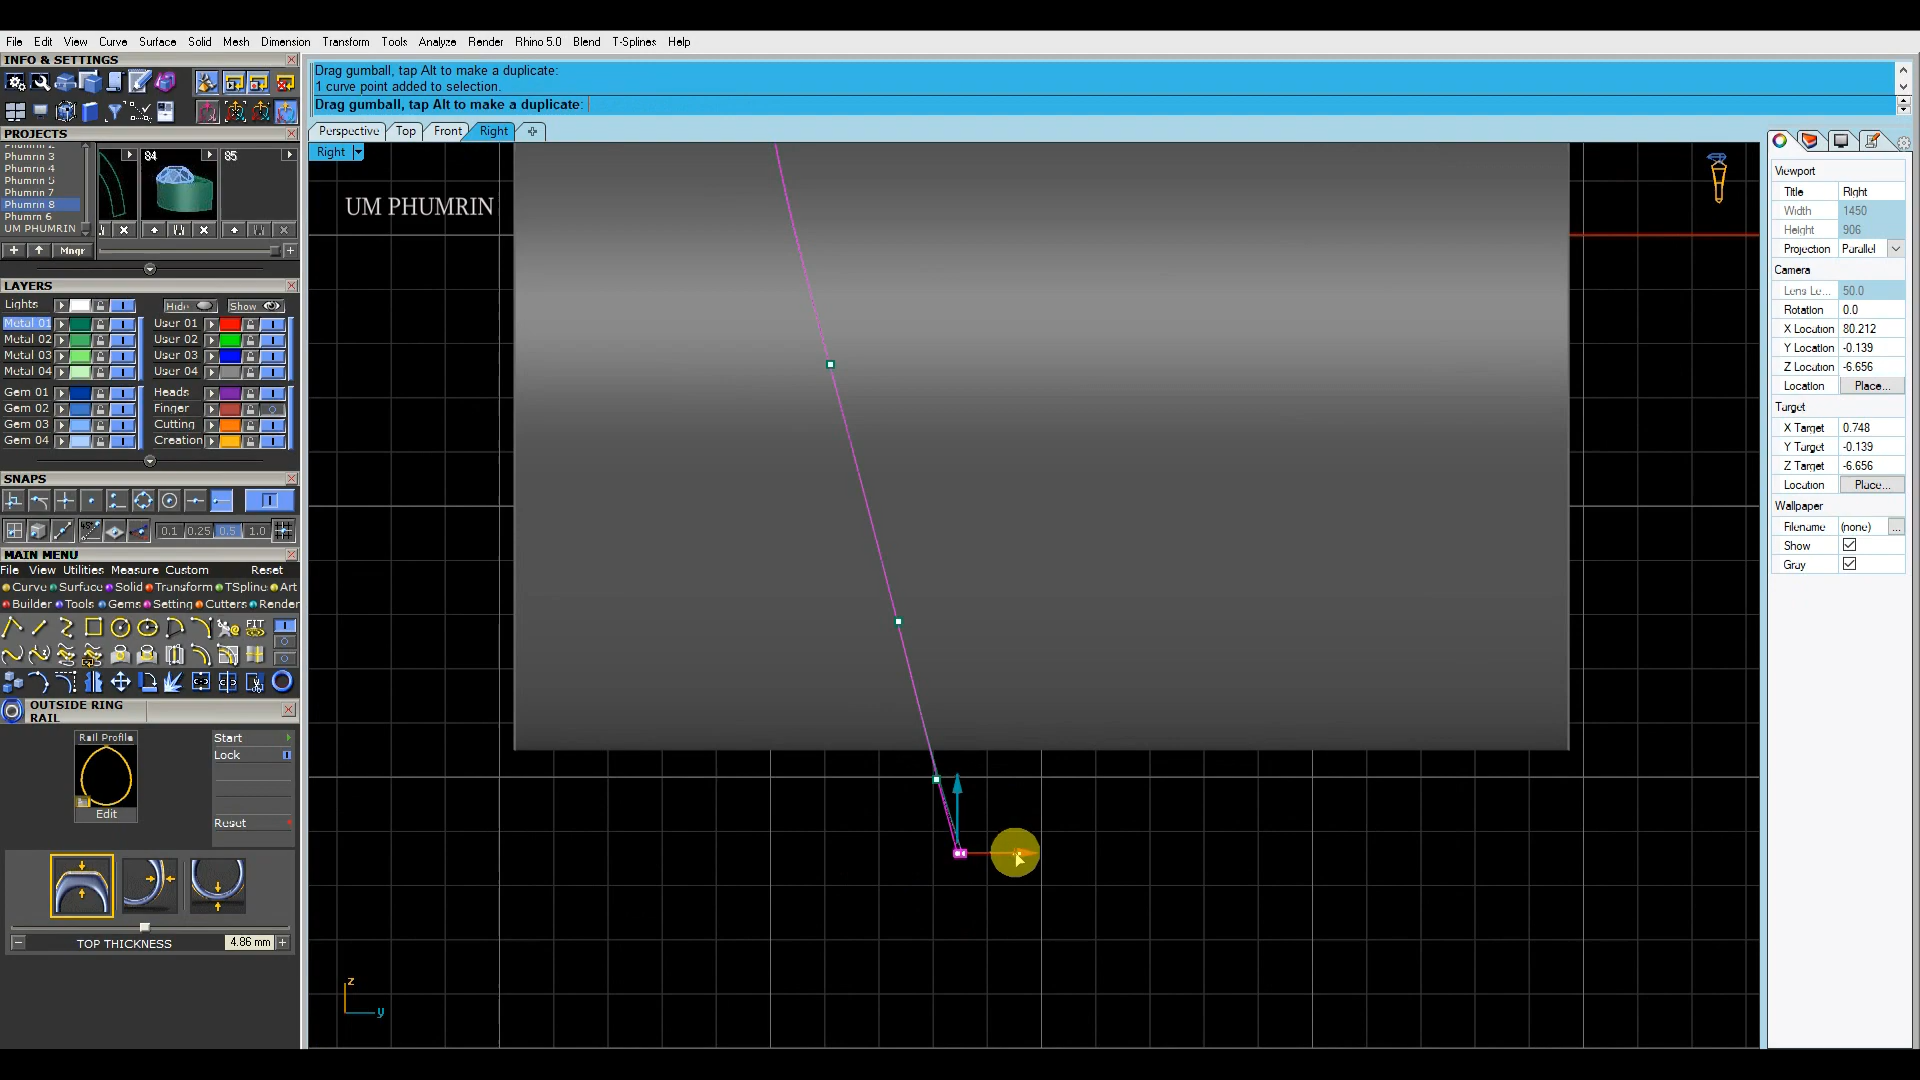 File Edit View Curve Surface Solid Mesh Dimension Transform Tools Analyze Render Rhino 5.0 Blend T-Splines Help
INFO & SETTINGS
Drag gumball, tap Alt to make a duplicate:
1 curve point added to selection.
Drag gumball, tap Alt to make a duplicate:
Perspective Top Front Right
Right
PROJECTS
Phumrin 3
Phumrin 4
Phumrin 5
Phumrin 7
Phumrin 8
Phumrn 6
UM PHUMRIN
84
85
Mngr
UM PHUMRIN
LAYERS
Lights Hide Show
Metal 01 User 01
Metal 02 User 02
Metal 03 User 03
Metal 04 User 04
Gem 01 Heads
Gem 02 Finger
Gem 03 Cutting
Gem 04 Creation
SNAPS
0.1 0.25 0.5 1.0
MAIN MENU
File View Utilities Measure Custom Reset
Curve Surface Solid Transform TSpline Art
Builder Tools Gems Setting Cutters Render
FIT
OUTSIDE RING
RAIL
Rail Profile
Edit
Start
Lock
Reset
TOP THICKNESS 4.86 mm
z
y
Viewport
Title Right
Width 1450
Height 906
Projection Parallel
Camera
Lens Le... 50.0
Rotation 0.0
X Location 80.212
Y Location -0.139
Z Location -6.656
Location Place...
Target
X Target 0.748
Y Target -0.139
Z Target -6.656
Location Place...
Wallpaper
Filename (none) ...
Show
Gray